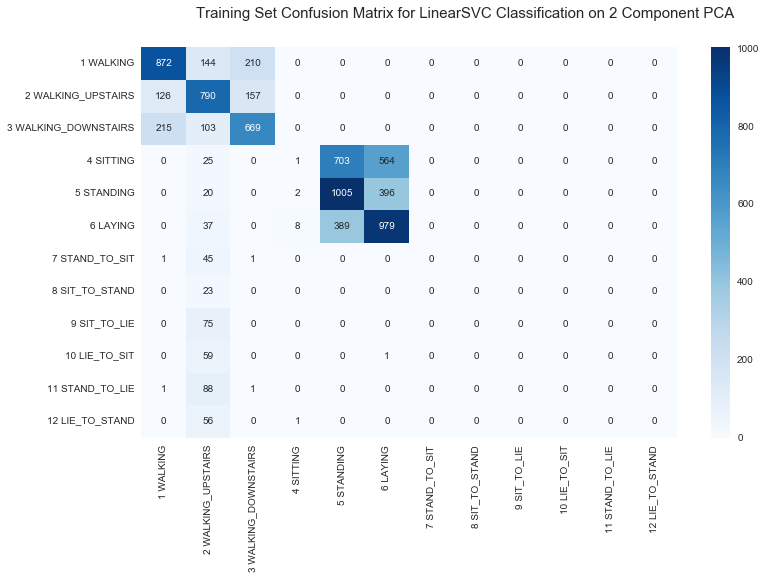 Training Set Confusion Matrix for LinearSVC Classification on 2 Component PCA
1 WALKING 872 144 210 0 0 0 0 0 0 0 0 0
2 WALKING_UPSTAIRS 126 790 157 0 0 0 0 0 0 0 0 0
3 WALKING_DOWNSTAIRS 215 103 669 0 0 0 0 0 0 0 0 0
4 SITTING 0 25 0 1 703 564 0 0 0 0 0 0
5 STANDING 0 20 0 2 1005 396 0 0 0 0 0 0
6 LAYING 0 37 0 8 389 979 0 0 0 0 0 0
7 STAND_TO_SIT 1 45 1 0 0 0 0 0 0 0 0 0
8 SIT_TO_STAND 0 23 0 0 0 0 0 0 0 0 0 0
9 SIT_TO_LIE 0 75 0 0 0 0 0 0 0 0 0 0
10 LIE_TO_SIT 0 59 0 0 0 1 0 0 0 0 0 0
11 STAND_TO_LIE 1 88 1 0 0 0 0 0 0 0 0 0
12 LIE_TO_STAND 0 56 0 1 0 0 0 0 0 0 0 0
1 WALKING
2 WALKING_UPSTAIRS
3 WALKING_DOWNSTAIRS
4 SITTING
5 STANDING
6 LAYING
7 STAND_TO_SIT
8 SIT_TO_STAND
9 SIT_TO_LIE
10 LIE_TO_SIT
11 STAND_TO_LIE
12 LIE_TO_STAND
1000
800
600
400
200
0